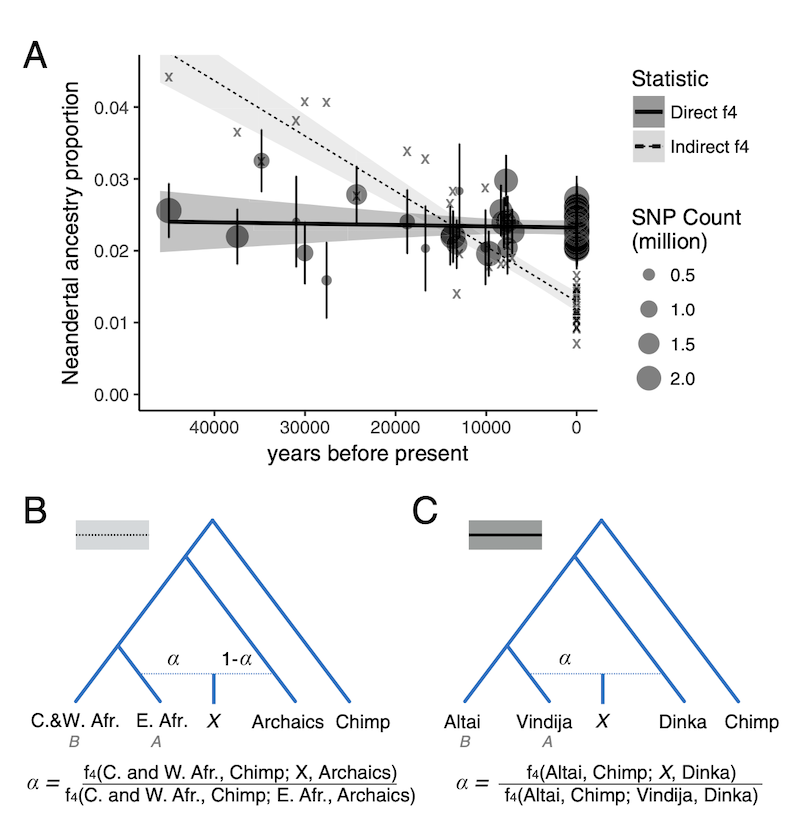 A
Neandertal ancestry proportion
0.04
0.03
0.02
0.01
0.00
40000 30000 20000 10000 0
years before present
Statistic
Direct f4
Indirect f4
SNP Count
(million)
0.5
1.0
1.5
2.0
B
α 1-α
C.&W. Afr. E. Afr. X Archaics Chimp
B A
α = f₄(C. and W. Afr., Chimp; X, Archaics)
f₄(C. and W. Afr., Chimp; E. Afr., Archaics)
C
α
Altai Vindija X Dinka Chimp
B A
α = f₄(Altai, Chimp; X, Dinka)
f₄(Altai, Chimp; Vindija, Dinka)